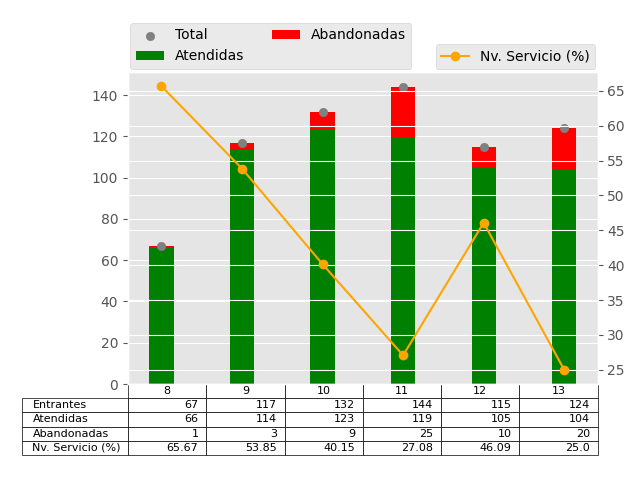 Total Abandonadas
Atendidas
Nv. Servicio (%)
140 65
120 60
100 55
80 50
60 45
40 40
20 35
0 30
25
8 9 10 11 12 13
Entrantes 67 117 132 144 115 124
Atendidas 66 114 123 119 105 104
Abandonadas 1 3 9 25 10 20
Nv. Servicio (%) 65.67 53.85 40.15 27.08 46.09 25.0